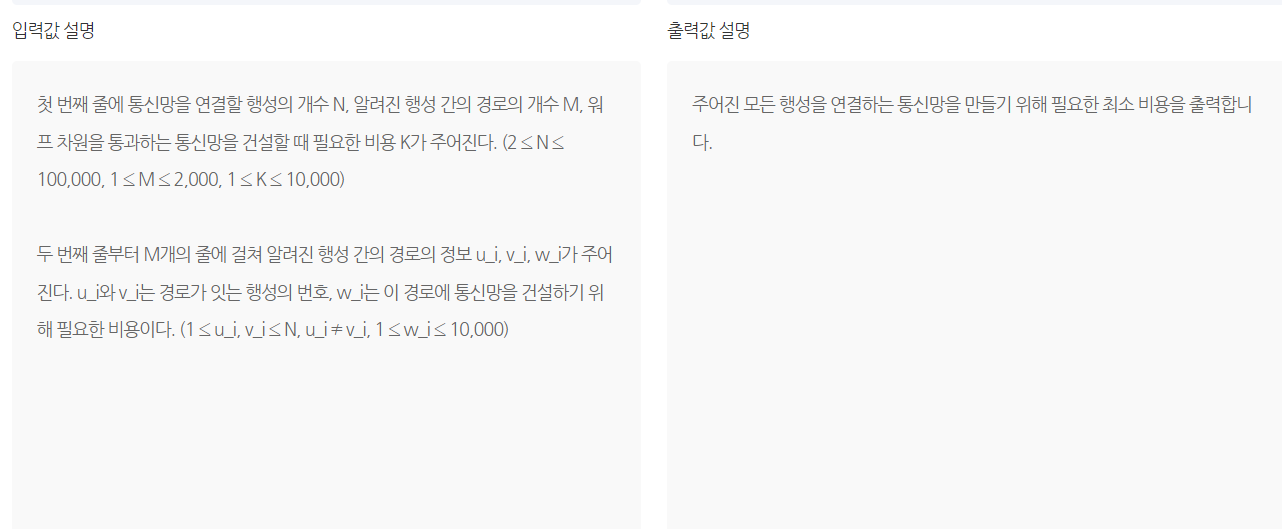 입력값 설명
첫 번째 줄에 통신망을 연결할 행성의 개수 N, 알려진 행성 간의 경로의 개수 M, 워
프 차원을 통과하는 통신망을 건설할 때 필요한 비용 K가 주어진다. (2 ≤ N ≤
100,000, 1 ≤ M ≤ 2,000, 1 ≤ K ≤ 10,000)
두 번째 줄부터 M개의 줄에 걸쳐 알려진 행성 간의 경로의 정보 u_i, v_i, w_i가 주어
진다. u_i와 v_i는 경로가 잇는 행성의 번호, w_i는 이 경로에 통신망을 건설하기 위
해 필요한 비용이다. (1 ≤ u_i, v_i ≤ N, u_i ≠ v_i, 1 ≤ w_i ≤ 10,000)
출력값 설명
주어진 모든 행성을 연결하는 통신망을 만들기 위해 필요한 최소 비용을 출력합니
다.